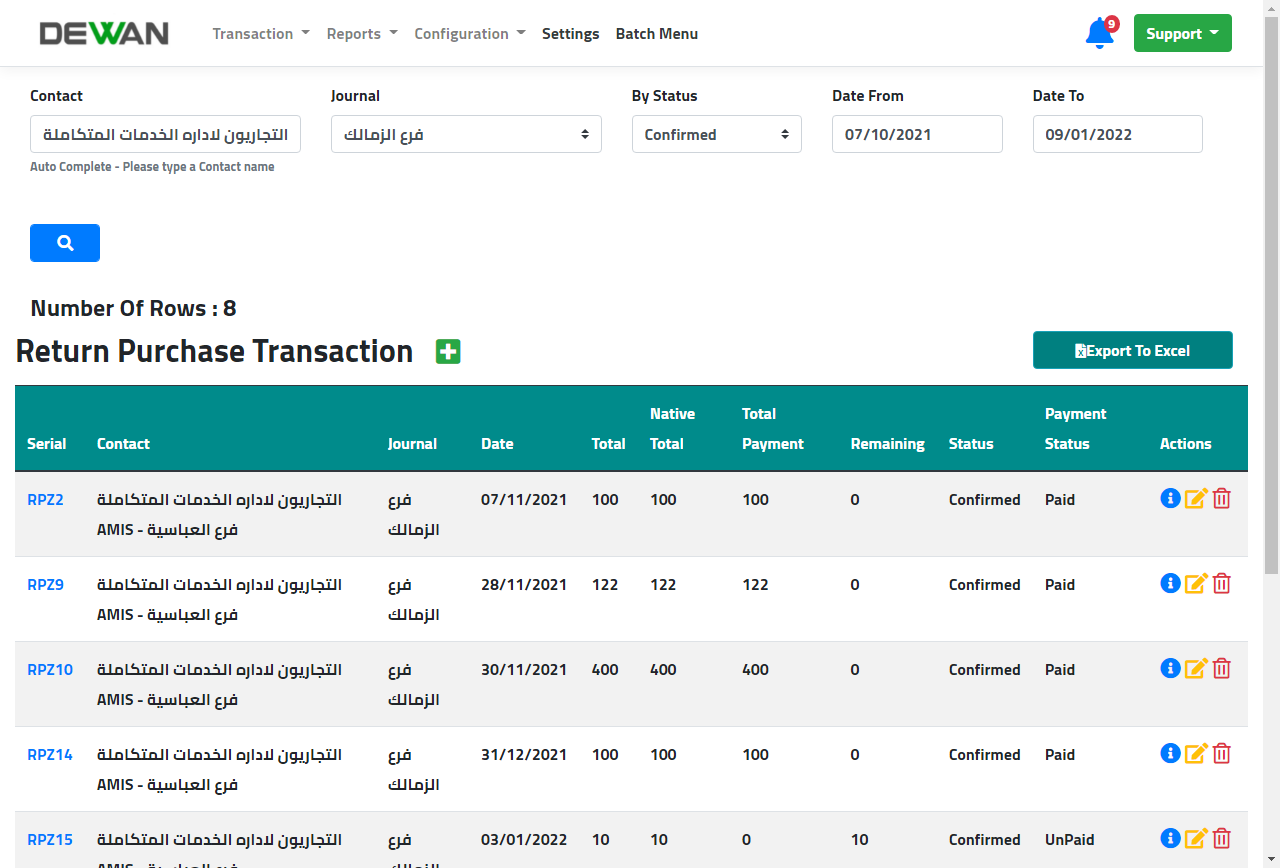 DEWAN Transaction Reports Configuration Settings Batch Menu 9 Support
Contact Journal By Status Date From Date To
التجاريون لاداره الخدمات المتكاملة فرع الزمالك Confirmed 07/10/2021 09/01/2022
Auto Complete - Please type a Contact name
Number Of Rows : 8
Return Purchase Transaction Export To Excel
Native Total Payment
Serial Contact Journal Date Total Total Payment Remaining Status Status Actions
RPZ2 التجاريون لاداره الخدمات المتكاملة فرع 07/11/2021 100 100 100 0 Confirmed Paid
AMIS - فرع العباسية الزمالك
RPZ9 التجاريون لاداره الخدمات المتكاملة فرع 28/11/2021 122 122 122 0 Confirmed Paid
AMIS - فرع العباسية الزمالك
RPZ10 التجاريون لاداره الخدمات المتكاملة فرع 30/11/2021 400 400 400 0 Confirmed Paid
AMIS - فرع العباسية الزمالك
RPZ14 التجاريون لاداره الخدمات المتكاملة فرع 31/12/2021 100 100 100 0 Confirmed Paid
AMIS - فرع العباسية الزمالك
RPZ15 التجاريون لاداره الخدمات المتكاملة فرع 03/01/2022 10 10 0 10 Confirmed UnPaid